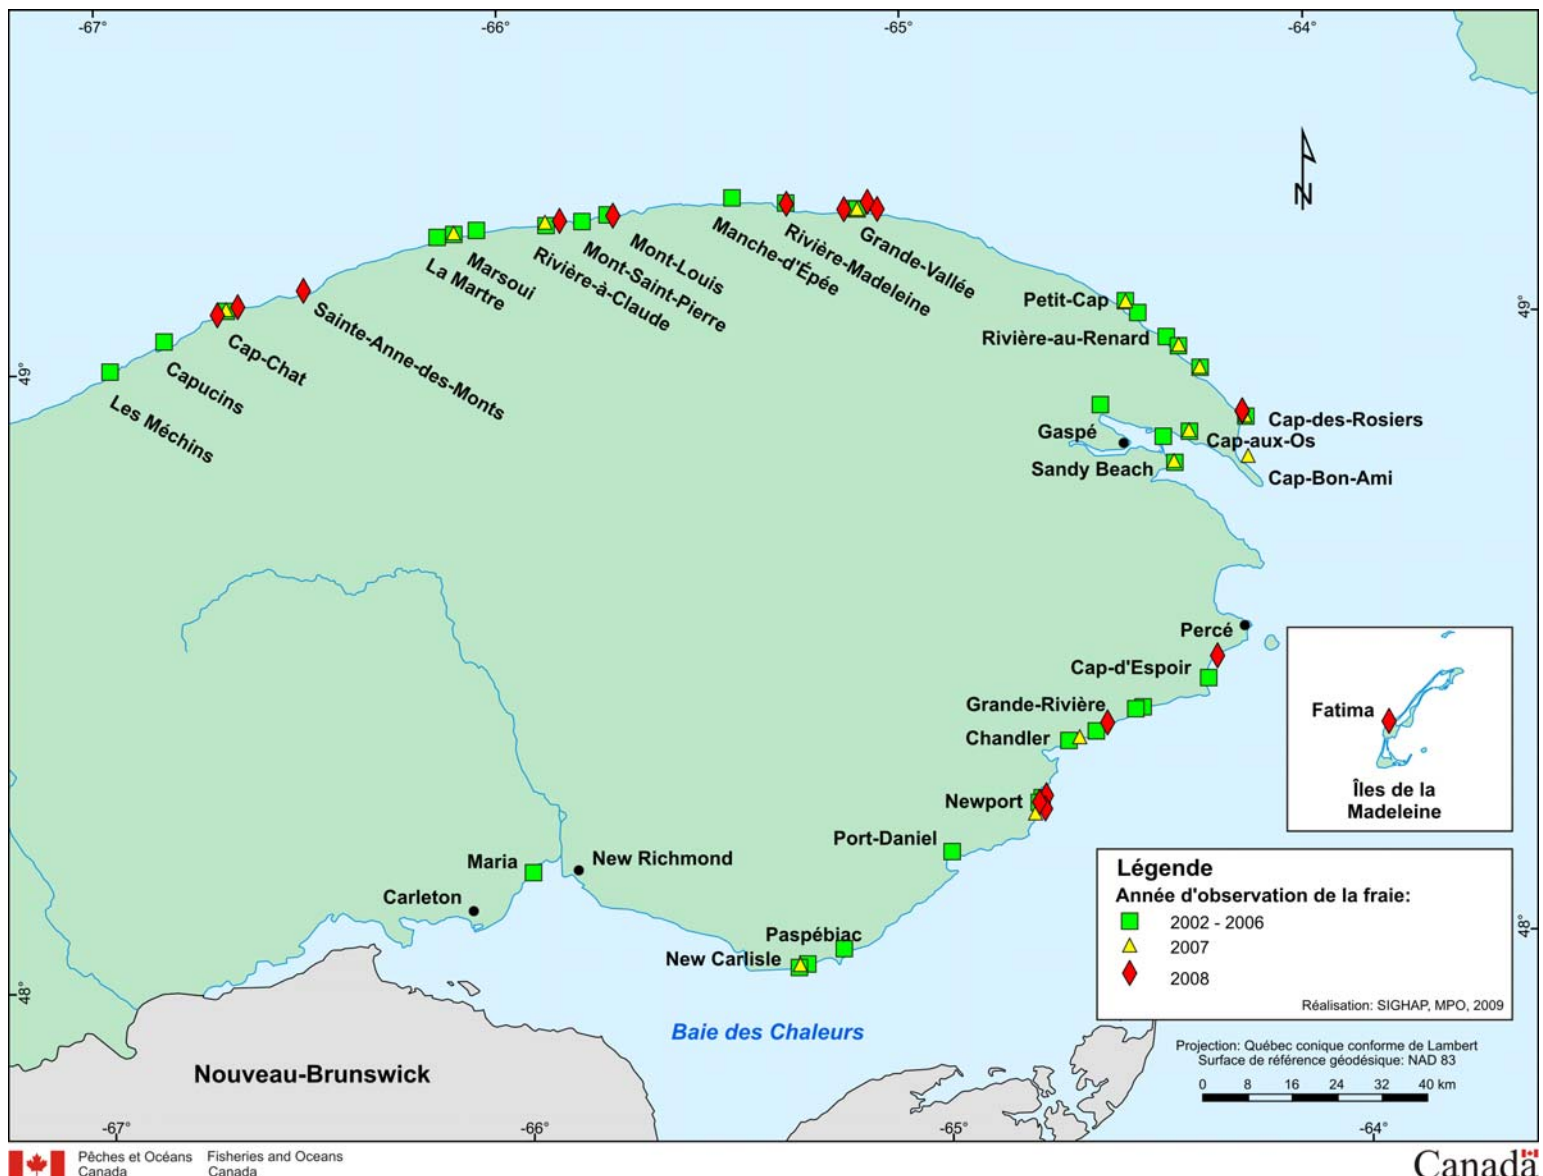 -67°
-66°
-65°
-64°
N
Manche-d'Épée
Rivière-Madeleine
Grande-Vallée
Mont-Louis
Mont-Saint-Pierre
Rivière-à-Claude
Marsoui
La Martre
Sainte-Anne-des-Monts
Cap-Chat
Capucins
Les Méchins
49°
49°
Petit-Cap
Rivière-au-Renard
Cap-des-Rosiers
Gaspé
Cap-aux-Os
Sandy Beach
Cap-Bon-Ami
Percé
Cap-d'Espoir
Grande-Rivière
Chandler
Newport
Port-Daniel
Maria
New Richmond
Carleton
Paspébiac
New Carlisle
Baie des Chaleurs
Nouveau-Brunswick
Fatima
Îles de la
Madeleine
Légende
Année d'observation de la fraie:
2002 - 2006
2007
2008
Réalisation: SIGHAP, MPO, 2009
48°
48°
Projection: Québec conique conforme de Lambert
Surface de référence géodésique: NAD 83
0 8 16 24 32 40 km
-67°
-66°
-65°
-64°
Pêches et Océans Fisheries and Oceans
Canada Canada
Canada